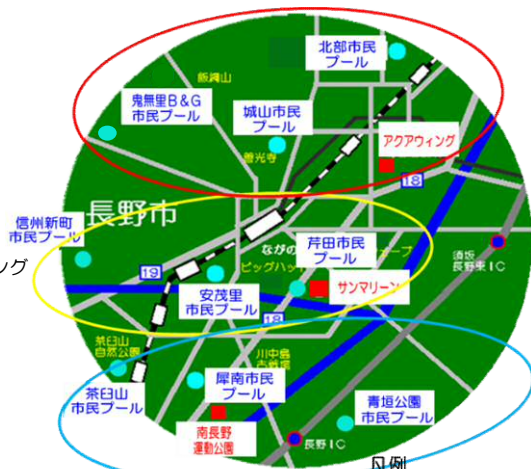 北部市民
プール
飯綱山
鬼無里B&G
市民プール
城山市民
プール
善光寺
アクアウィング
18
長野市
信州新町
市民プール
ング
ながの
芹田市民
プール
ビッグハット
須坂
長野東IC
19
安茂里
市民プール
サンマリーン
18
茶臼山
自然公園
川中島
古戦場
犀南市民
プール
茶臼山
市民プール
青垣公園
市民プール
南長野
運動公園
長野IC
凡例